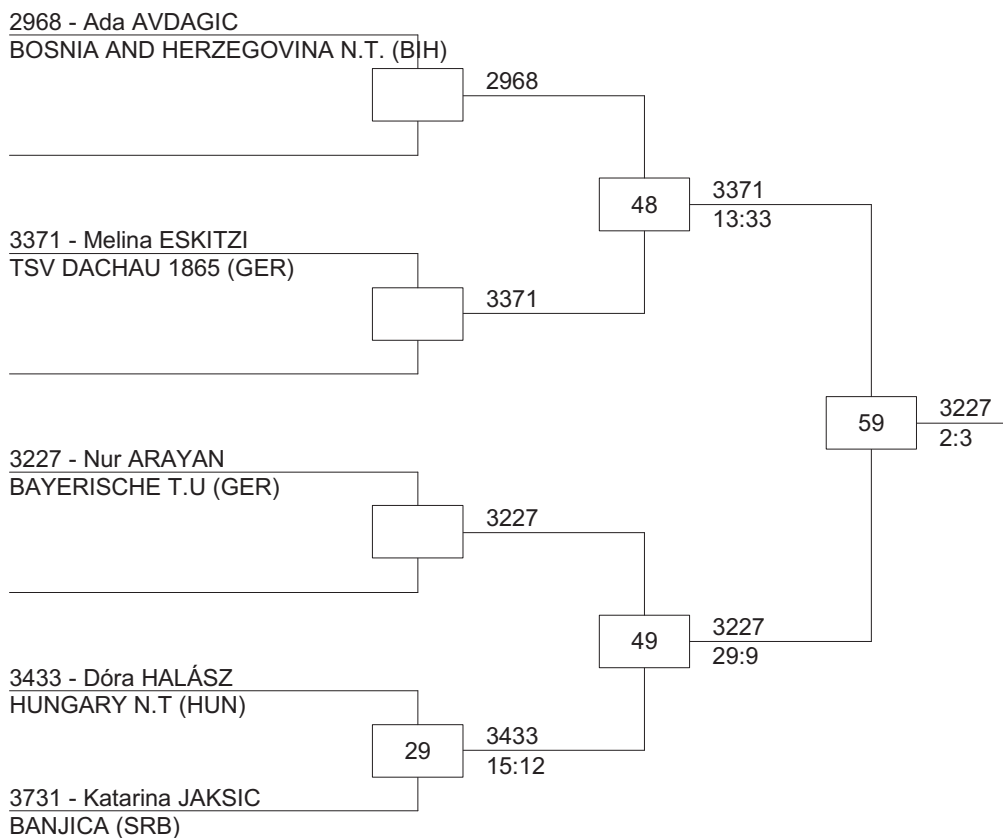 2968 - Ada AVDAGIC
BOSNIA AND HERZEGOVINA N.T. (BIH)
2968
48
3371
13:33
3371 - Melina ESKITZI
TSV DACHAU 1865 (GER)
3371
59
3227
2:3
3227 - Nur ARAYAN
BAYERISCHE T.U (GER)
3227
49
3227
29:9
3433 - Dóra HALÁSZ
HUNGARY N.T (HUN)
29
3433
15:12
3731 - Katarina JAKSIC
BANJICA (SRB)